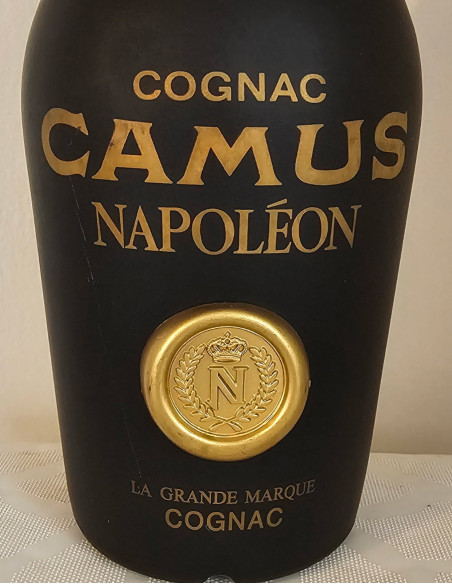 COGNAC
CAMUS
NAPOLÉON
N
LA GRANDE MARQUE
COGNAC